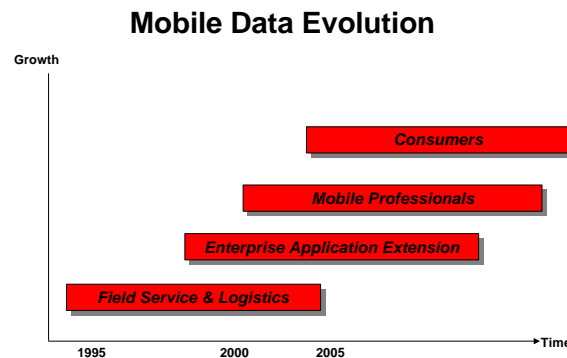 Mobile Data Evolution
Growth
Consumers
Mobile Professionals
Enterprise Application Extension
Field Service & Logistics
Time
1995 2000 2005